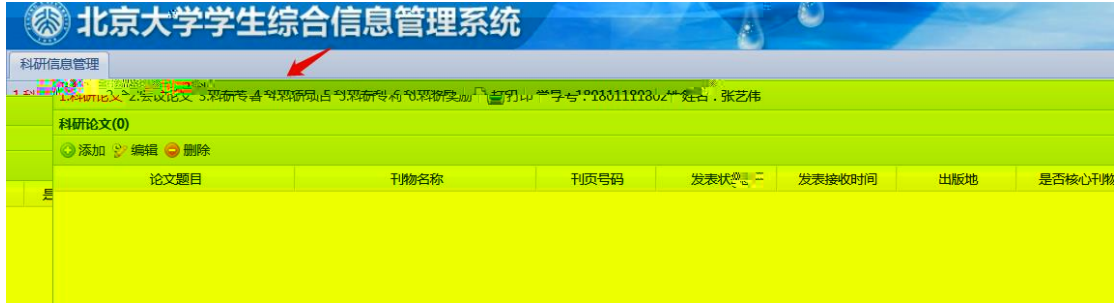 北京大学学生综合信息管理系统
科研信息管理
1.科研论文 2.会议论文 3.科研专著 4.科研项目 5.科研专利 6.科研奖励 打印 学号：1801111802 姓名：张艺伟
科研论文(0)
添加 编辑 删除
论文题目 刊物名称 刊页号码 发表状态 发表接收时间 出版地 是否核心刊物